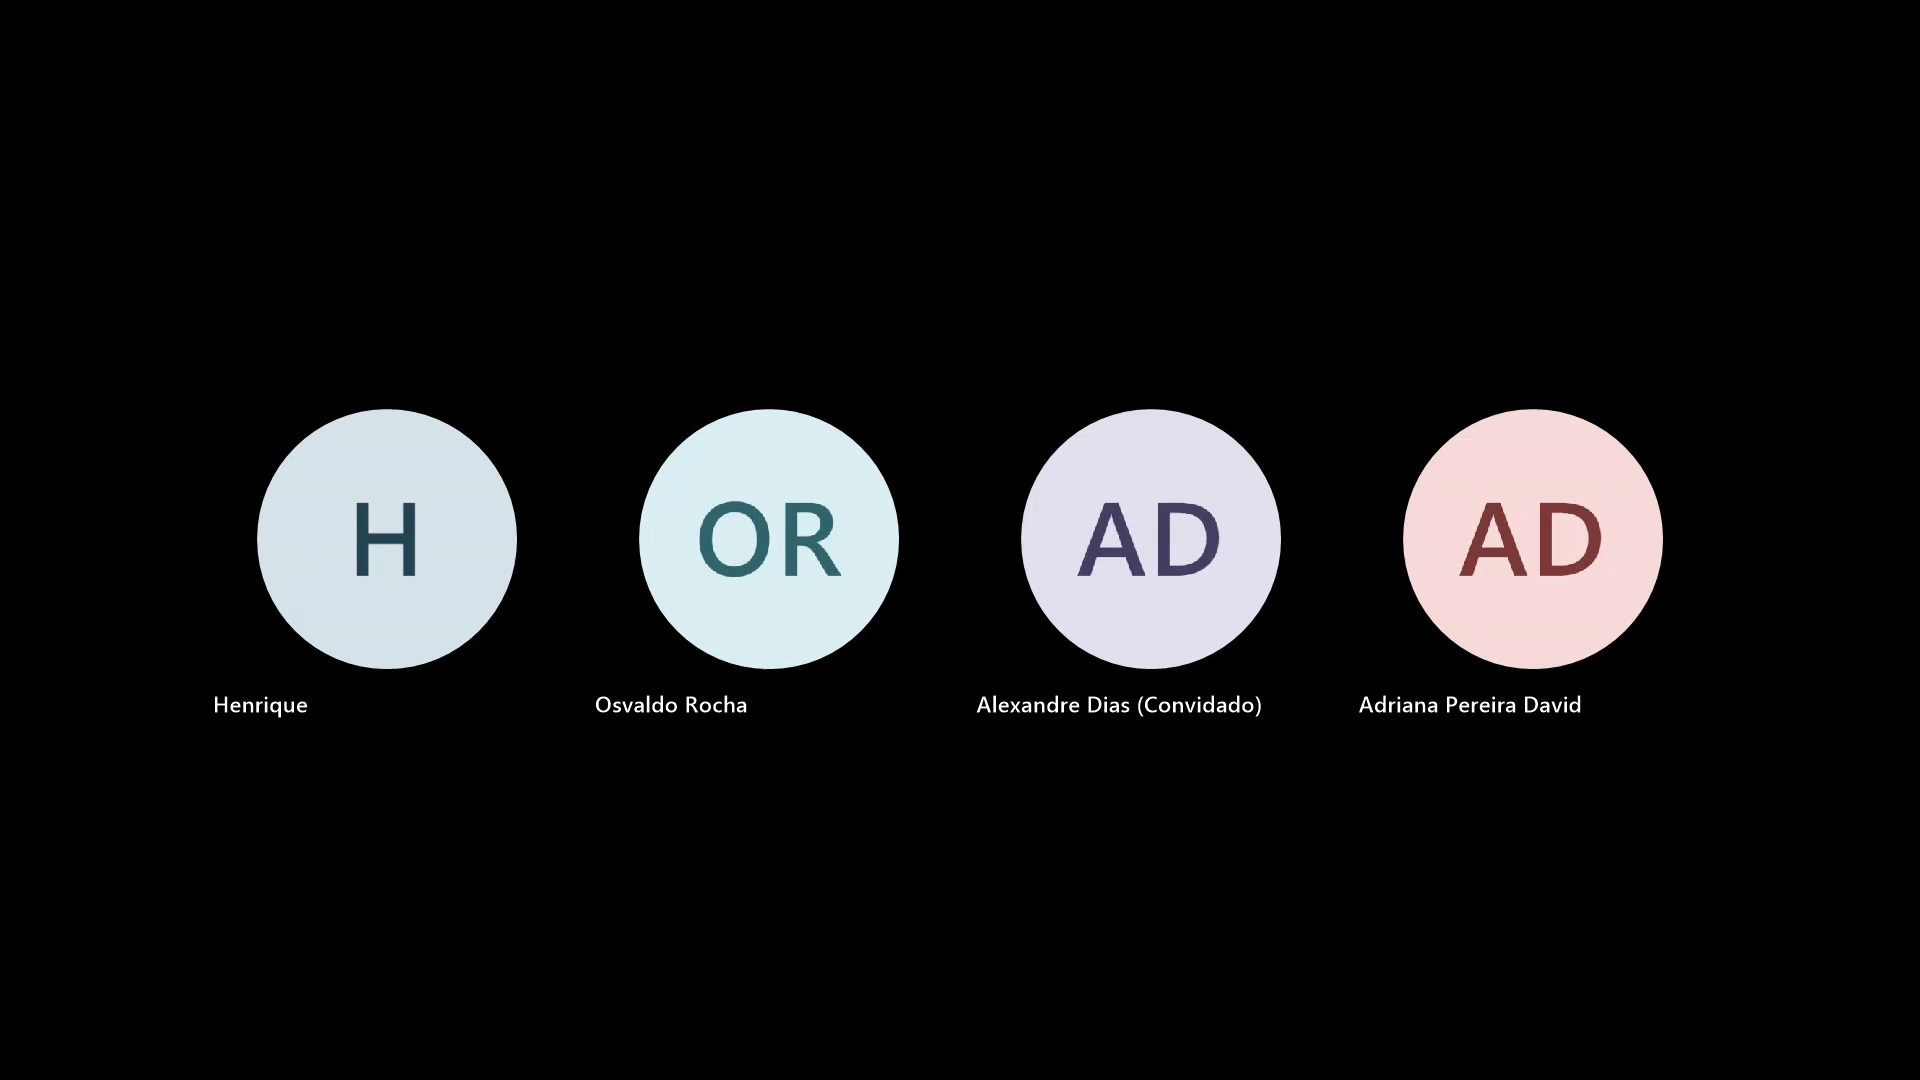 H
OR
AD
AD
Henrique
Osvaldo Rocha
Alexandre Dias (Convidado)
Adriana Pereira David